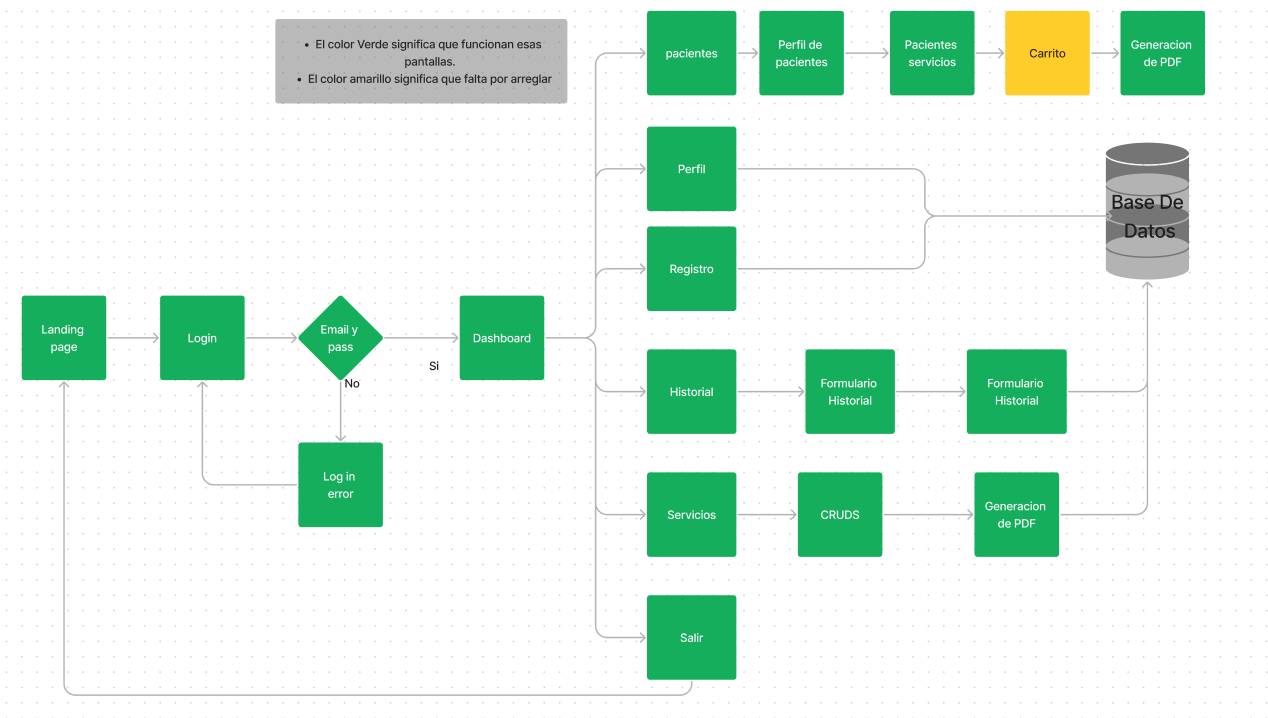 • El color Verde significa que funcionan esas
pantallas.
• El color amarillo significa que falta por arreglar
pacientes
Perfil de
pacientes
Pacientes
servicios
Carrito
Generacion
de PDF
Perfil
Base De
Datos
Registro
Landing
page
Login
Email y
pass
Si
No
Dashboard
Historial
Formulario
Historial
Formulario
Historial
Log in
error
Servicios
CRUDS
Generacion
de PDF
Salir